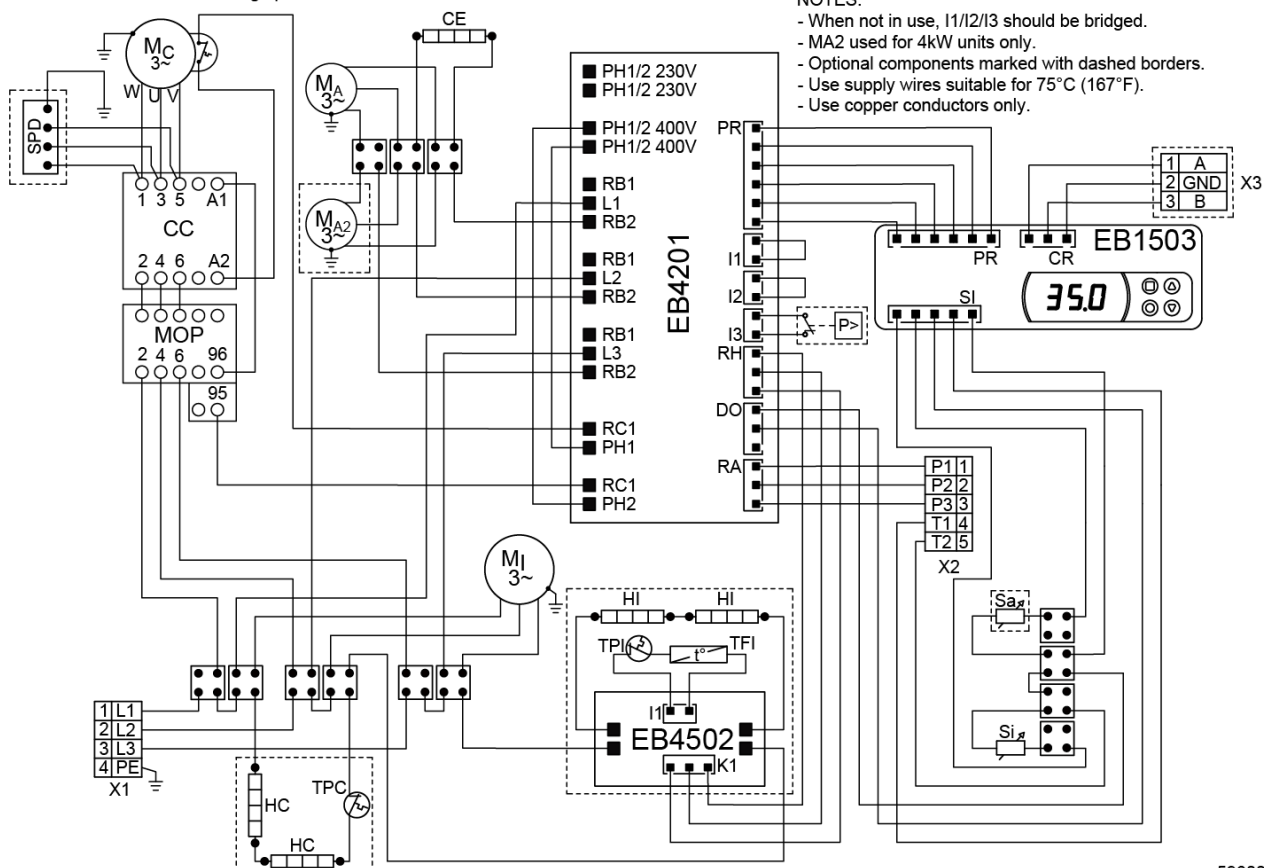 NOTES:
- When not in use, I1/I2/I3 should be bridged.
- MA2 used for 4kW units only.
- Optional components marked with dashed borders.
- Use supply wires suitable for 75°C (167°F).
- Use copper conductors only.
CE
MC
3~
W U V
SPD
1 3 5 A1
CC
2 4 6 A2
MOP
2 4 6 96
95
MA
3~
MA2
3~
EB4201
PH1/2 230V
PH1/2 230V
PH1/2 400V
PH1/2 400V
RB1
L1
RB2
RB1
L2
RB2
RB1
L3
RB2
RC1
PH1
RC1
PH2
PR
I1
I2
I3
RH
DO
RA
P>
1 A
2 GND
3 B
X3
EB1503
PR
CR
SI
35.0
P1 1
P2 2
P3 3
T1 4
T2 5
X2
Sa
Si
MI
3~
HI
HI
TPI
t°
TFI
I1
EB4502
K1
1 L1
2 L2
3 L3
4 PE
X1
TPC
HC
HC